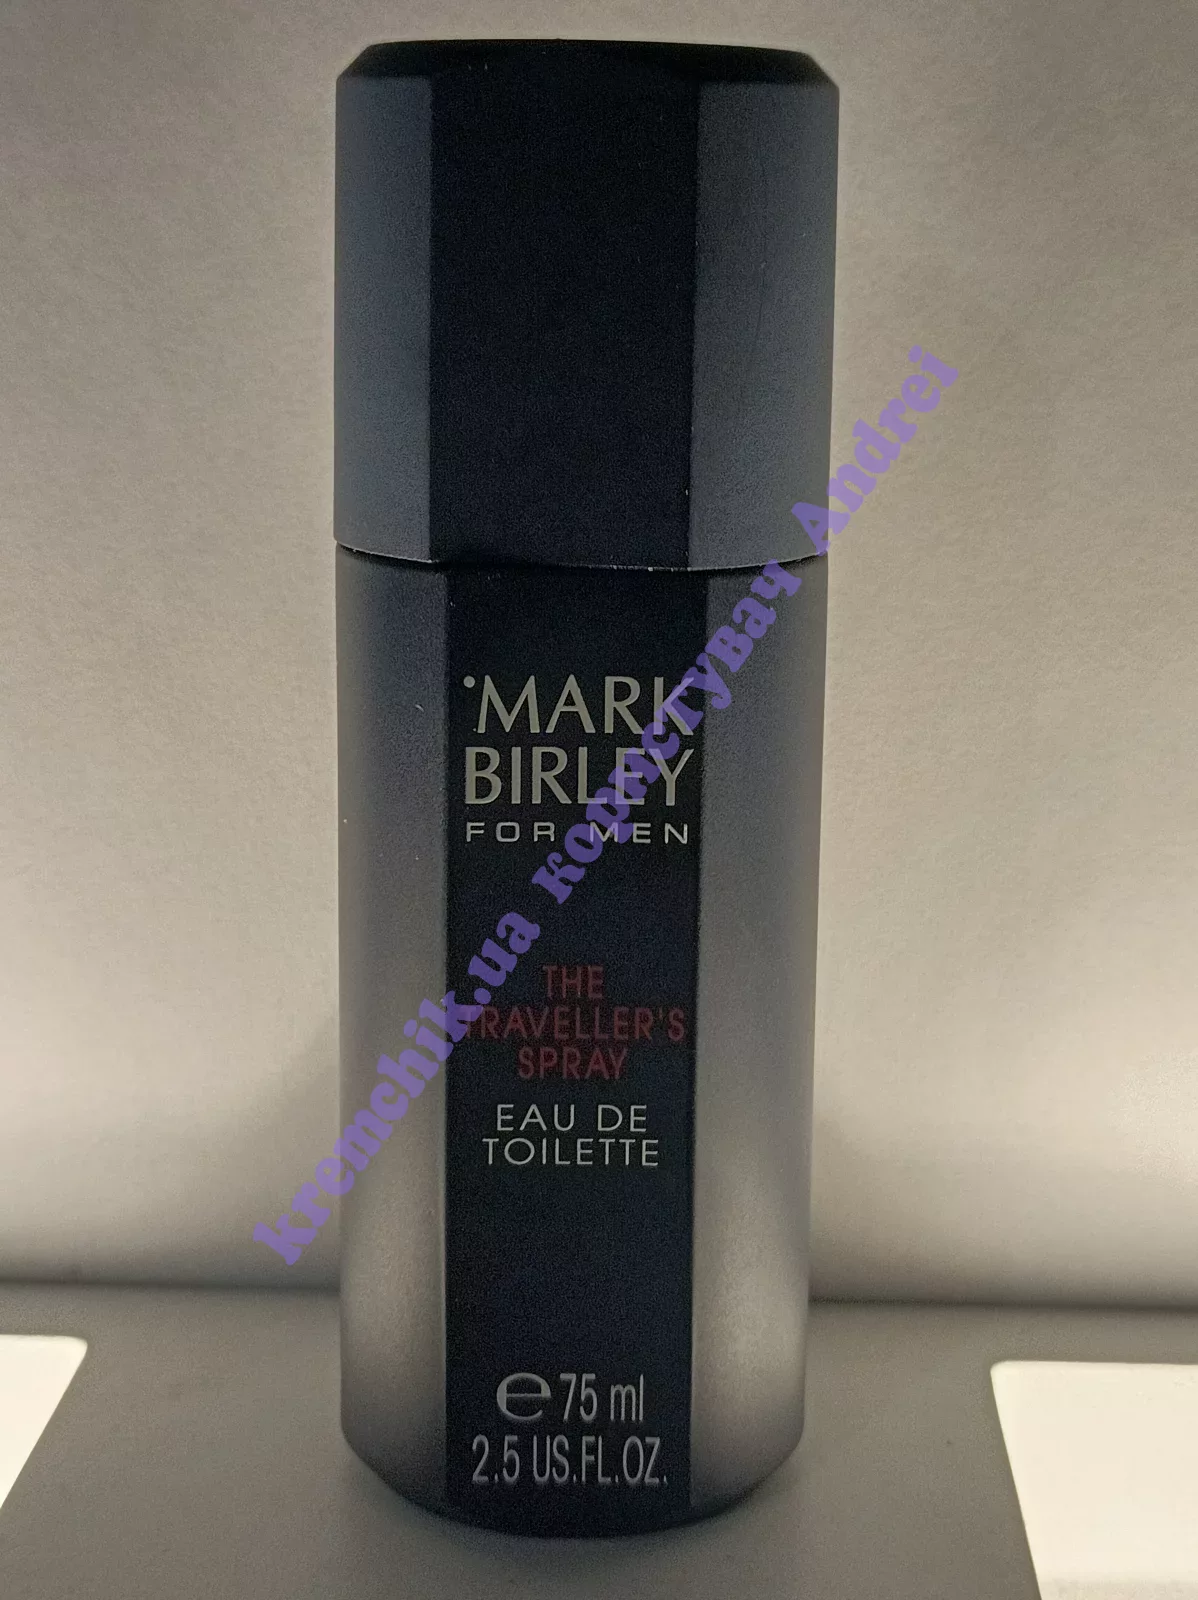 MARK
BIRLEY
FOR MEN
THE
TRAVELLER'S
SPRAY
EAU DE
TOILETTE
e 75 ml
2.5 US.FL.OZ.
kremchik.ua користувач Andrei